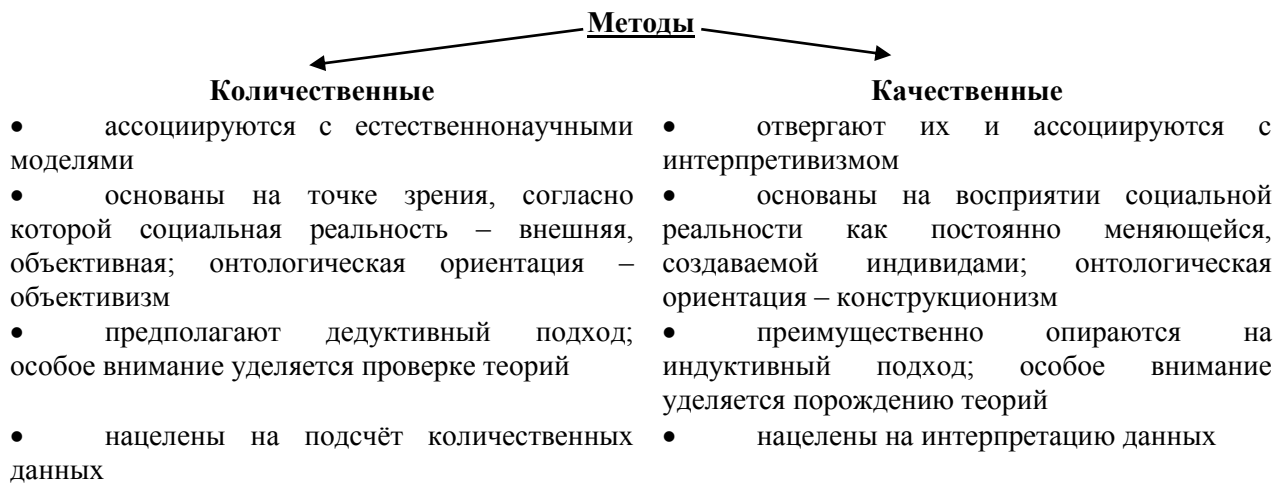 Методы
Количественные
• ассоциируются с естественнонаучными
моделями
• основаны на точке зрения, согласно
которой социальная реальность – внешняя,
объективная; онтологическая ориентация –
объективизм
• предполагают дедуктивный подход;
особое внимание уделяется проверке теорий
• нацелены на подсчёт количественных
данных
Качественные
• отвергают их и ассоциируются с
интерпретивизмом
• основаны на восприятии социальной
реальности как постоянно меняющейся,
создаваемой индивидами; онтологическая
ориентация – конструкционизм
• преимущественно опираются на
индуктивный подход; особое внимание
уделяется порождению теорий
• нацелены на интерпретацию данных